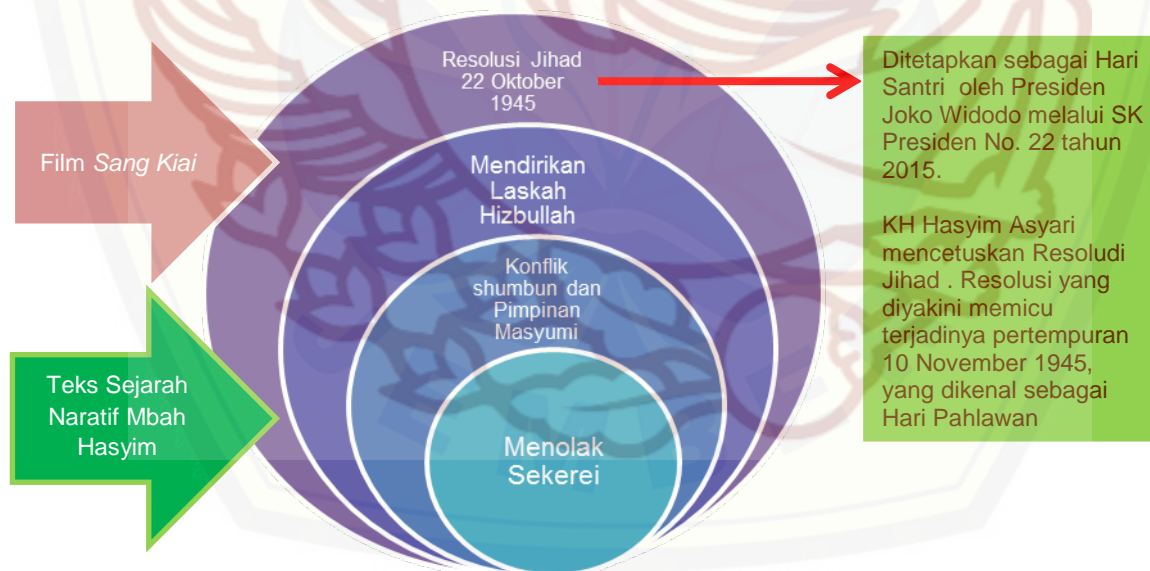 Film Sang Kiai
Teks Sejarah
Naratif Mbah
Hasyim
Resolusi Jihad
22 Oktober
1945
Mendirikan
Laskah
Hizbullah
Konflik
shumbun dan
Pimpinan
Masyumi
Menolak
Sekerei
Ditetapkan sebagai Hari
Santri oleh Presiden
Joko Widodo melalui SK
Presiden No. 22 tahun
2015.
KH Hasyim Asyari
mencetuskan Resoludi
Jihad . Resolusi yang
diyakini memicu
terjadinya pertempuran
10 November 1945,
yang dikenal sebagai
Hari Pahlawan